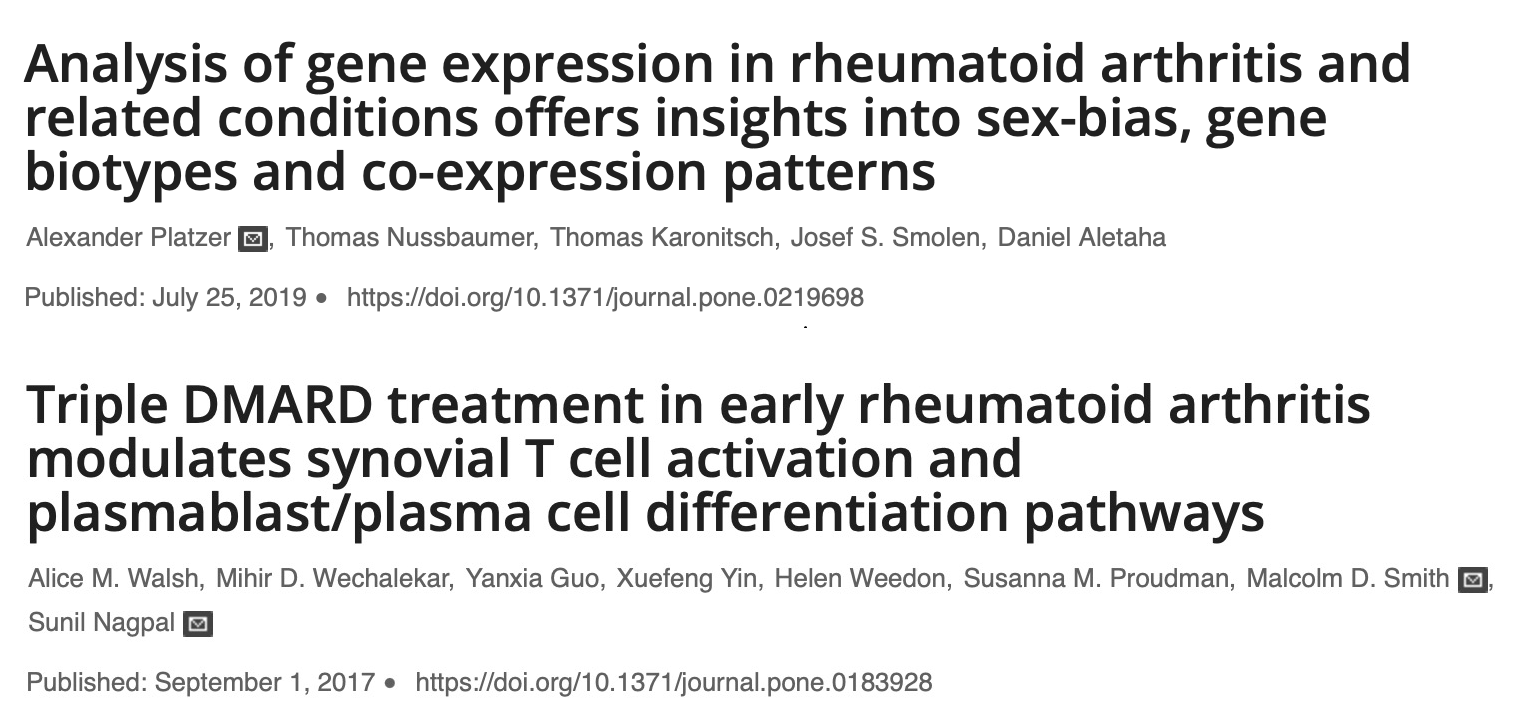 Analysis of gene expression in rheumatoid arthritis and
related conditions offers insights into sex-bias, gene
biotypes and co-expression patterns
Alexander Platzer , Thomas Nussbaumer, Thomas Karonitsch, Josef S. Smolen, Daniel Aletaha
Published: July 25, 2019 • https://doi.org/10.1371/journal.pone.0219698
Triple DMARD treatment in early rheumatoid arthritis
modulates synovial T cell activation and
plasmablast/plasma cell differentiation pathways
Alice M. Walsh, Mihir D. Wechalekar, Yanxia Guo, Xuefeng Yin, Helen Weedon, Susanna M. Proudman, Malcolm D. Smith ,
Sunil Nagpal
Published: September 1, 2017 • https://doi.org/10.1371/journal.pone.0183928